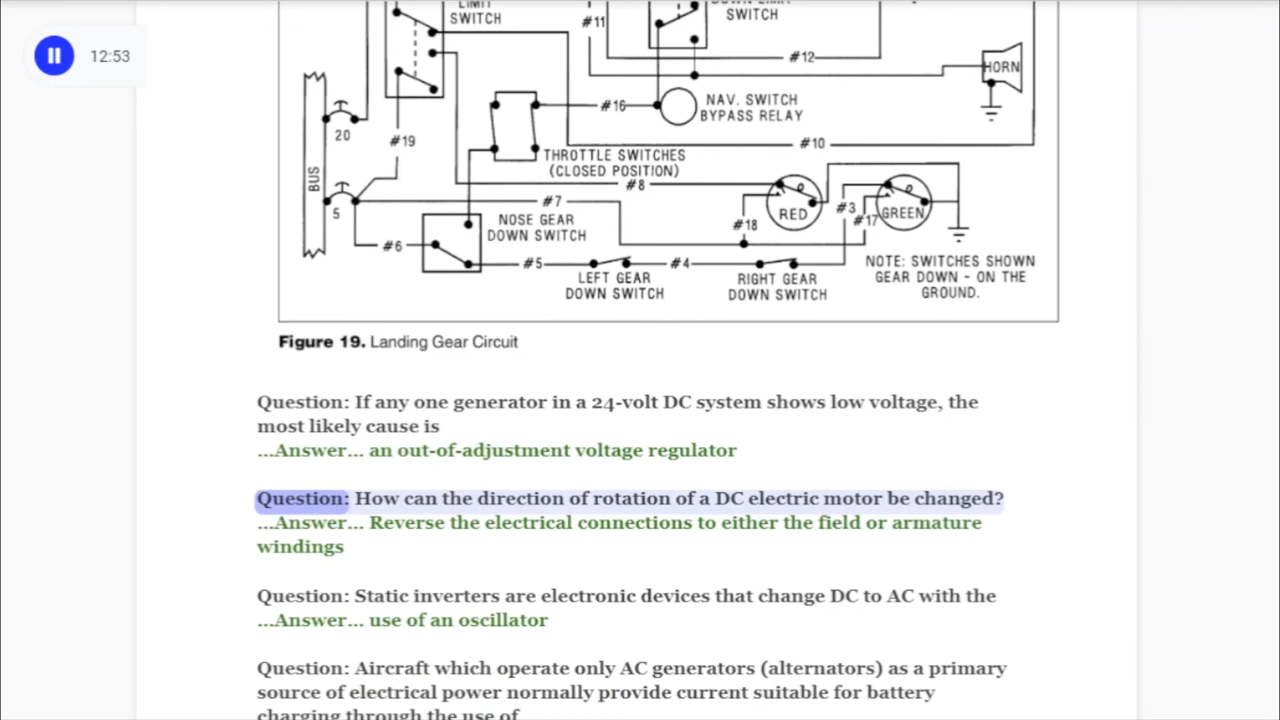 LIMIT
SWITCH
#11
DOWN LIMIT
SWITCH
12:53
#12
HORN
#16
NAV. SWITCH
BYPASS RELAY
20
#19
#10
THROTTLE SWITCHES
(CLOSED POSITION)
#8
BUS
#7
5
RED
#3
GREEN
#17
#18
NOSE GEAR
DOWN SWITCH
#6
#5
#4
LEFT GEAR
DOWN SWITCH
RIGHT GEAR
DOWN SWITCH
NOTE: SWITCHES SHOWN
GEAR DOWN - ON THE
GROUND.
Figure 19. Landing Gear Circuit
Question: If any one generator in a 24-volt DC system shows low voltage, the
most likely cause is
...Answer... an out-of-adjustment voltage regulator
Question: How can the direction of rotation of a DC electric motor be changed?
...Answer... Reverse the electrical connections to either the field or armature
windings
Question: Static inverters are electronic devices that change DC to AC with the
...Answer... use of an oscillator
Question: Aircraft which operate only AC generators (alternators) as a primary
source of electrical power normally provide current suitable for battery
charging through the use of